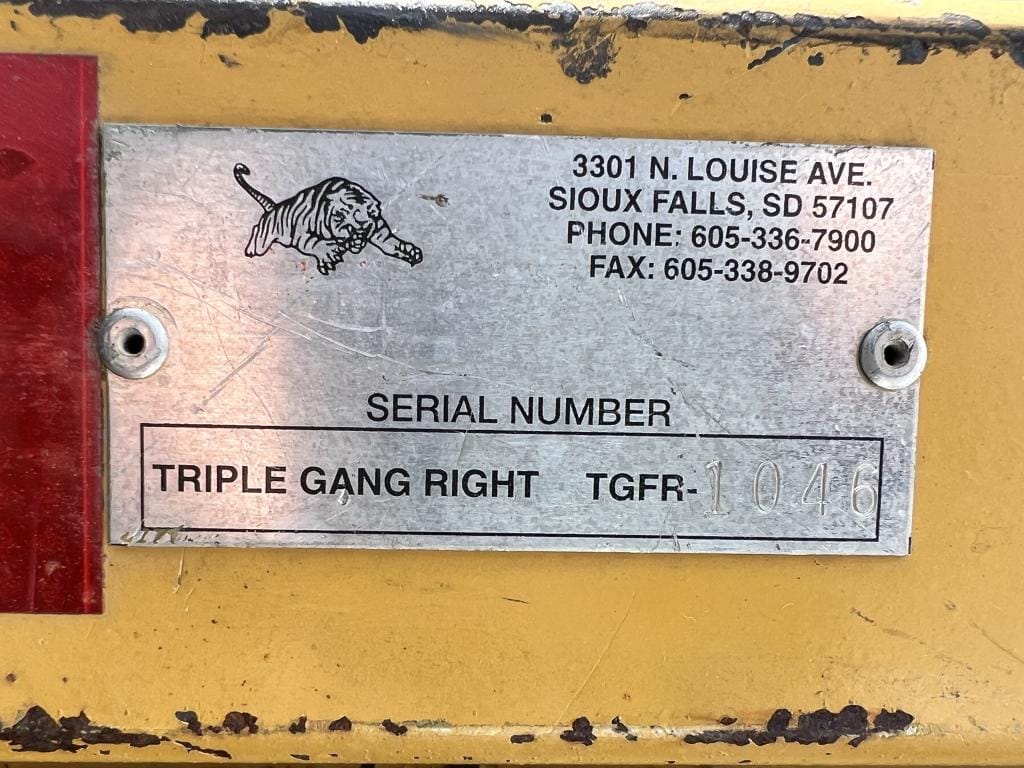 3301 N. LOUISE AVE.
SIOUX FALLS, SD 57107
PHONE: 605-336-7900
FAX: 605-338-9702
SERIAL NUMBER
TRIPLE GANG RIGHT TGFR-1046